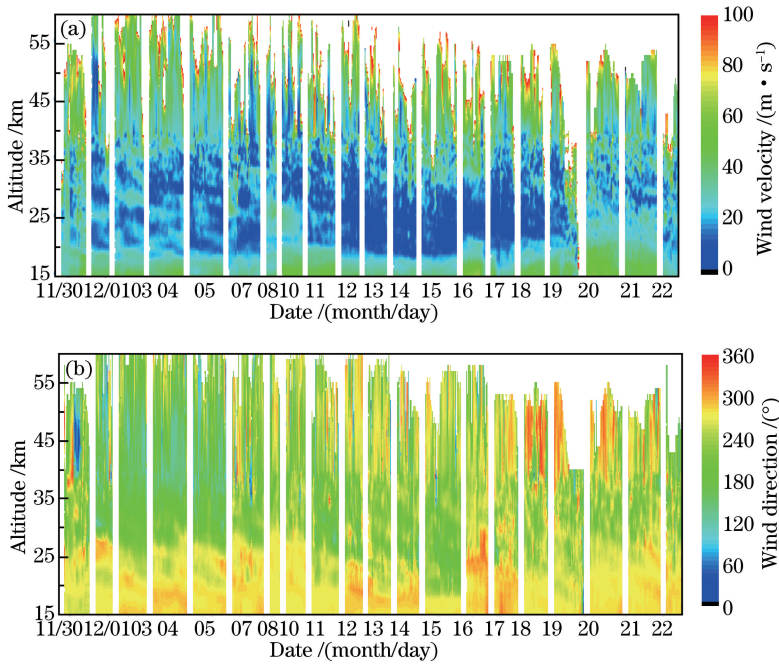 (a)
55
45
35
25
15
Altitude /km
11/30 12/01 03 04 05 07 08 10 11 12 13 14 15 16 17 18 19 20 21 22
Date /(month/day)
100
80
60
40
20
0
Wind velocity /(m • s⁻¹)
(b)
55
45
35
25
15
Altitude /km
11/30 12/01 03 04 05 07 08 10 11 12 13 14 15 16 17 18 19 20 21 22
Date /(month/day)
360
300
240
180
120
60
0
Wind direction /(°)